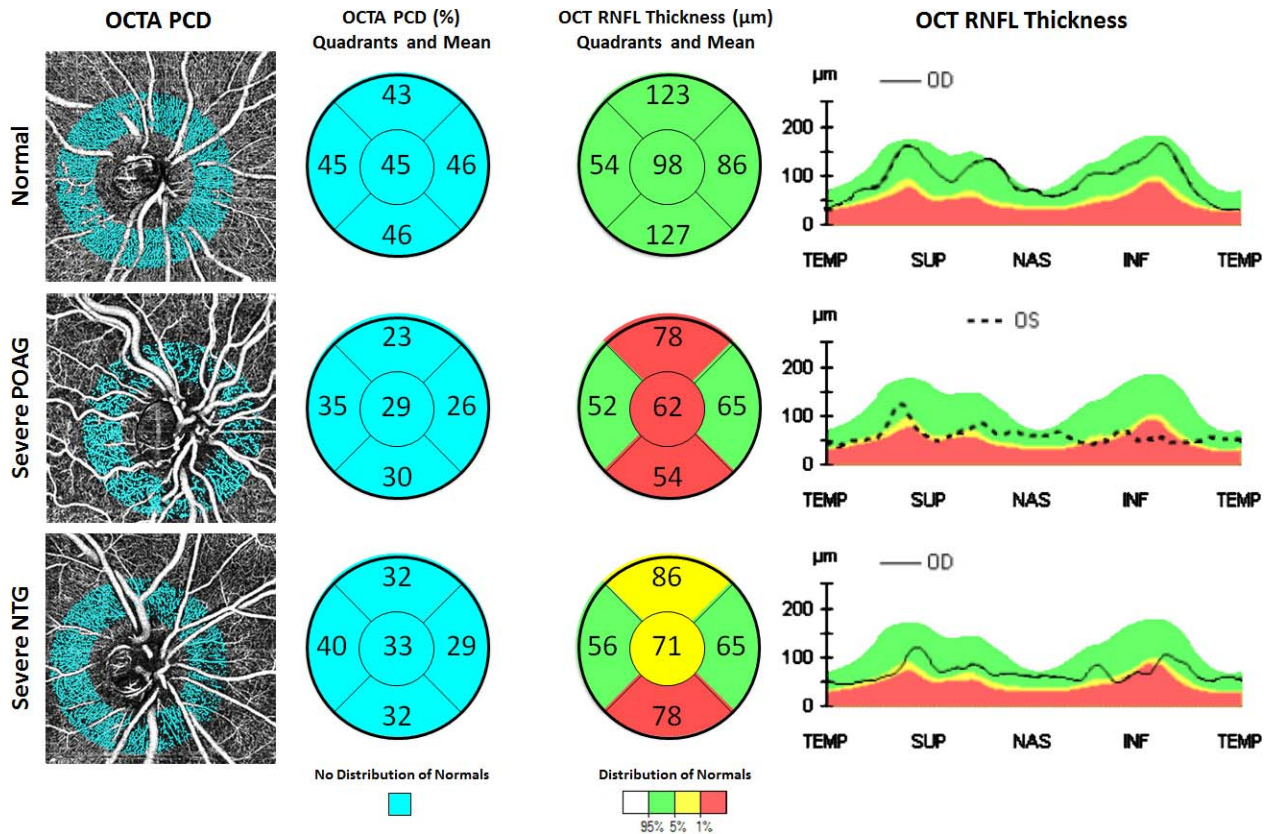 OCTA PCD
OCTA PCD (%)
Quadrants and Mean
OCT RNFL Thickness (μm)
Quadrants and Mean
OCT RNFL Thickness
Normal
43
45 45 46
46
123
54 98 86
127
μm
OD
200
100
0
TEMP SUP NAS INF TEMP
Severe POAG
23
35 29 26
30
78
52 62 65
54
μm
OS
200
100
0
TEMP SUP NAS INF TEMP
Severe NTG
32
40 33 29
32
86
56 71 65
78
μm
OD
200
100
0
TEMP SUP NAS INF TEMP
No Distribution of Normals
Distribution of Normals
95% 5% 1%